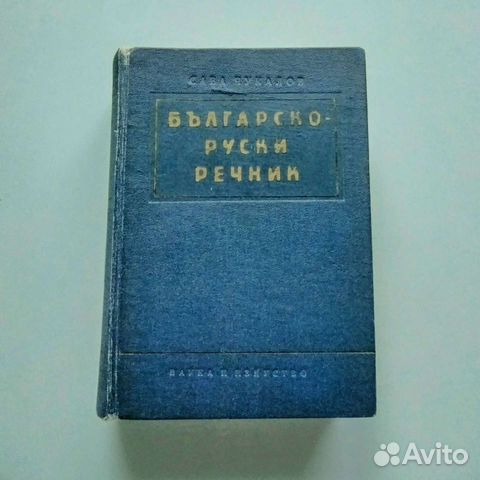 САВА ЧУКАЛОВ
БЪЛГАРСКО-
РУСКИ
РЕЧНИК
НАУКА И ИЗКУСТВО
Avito